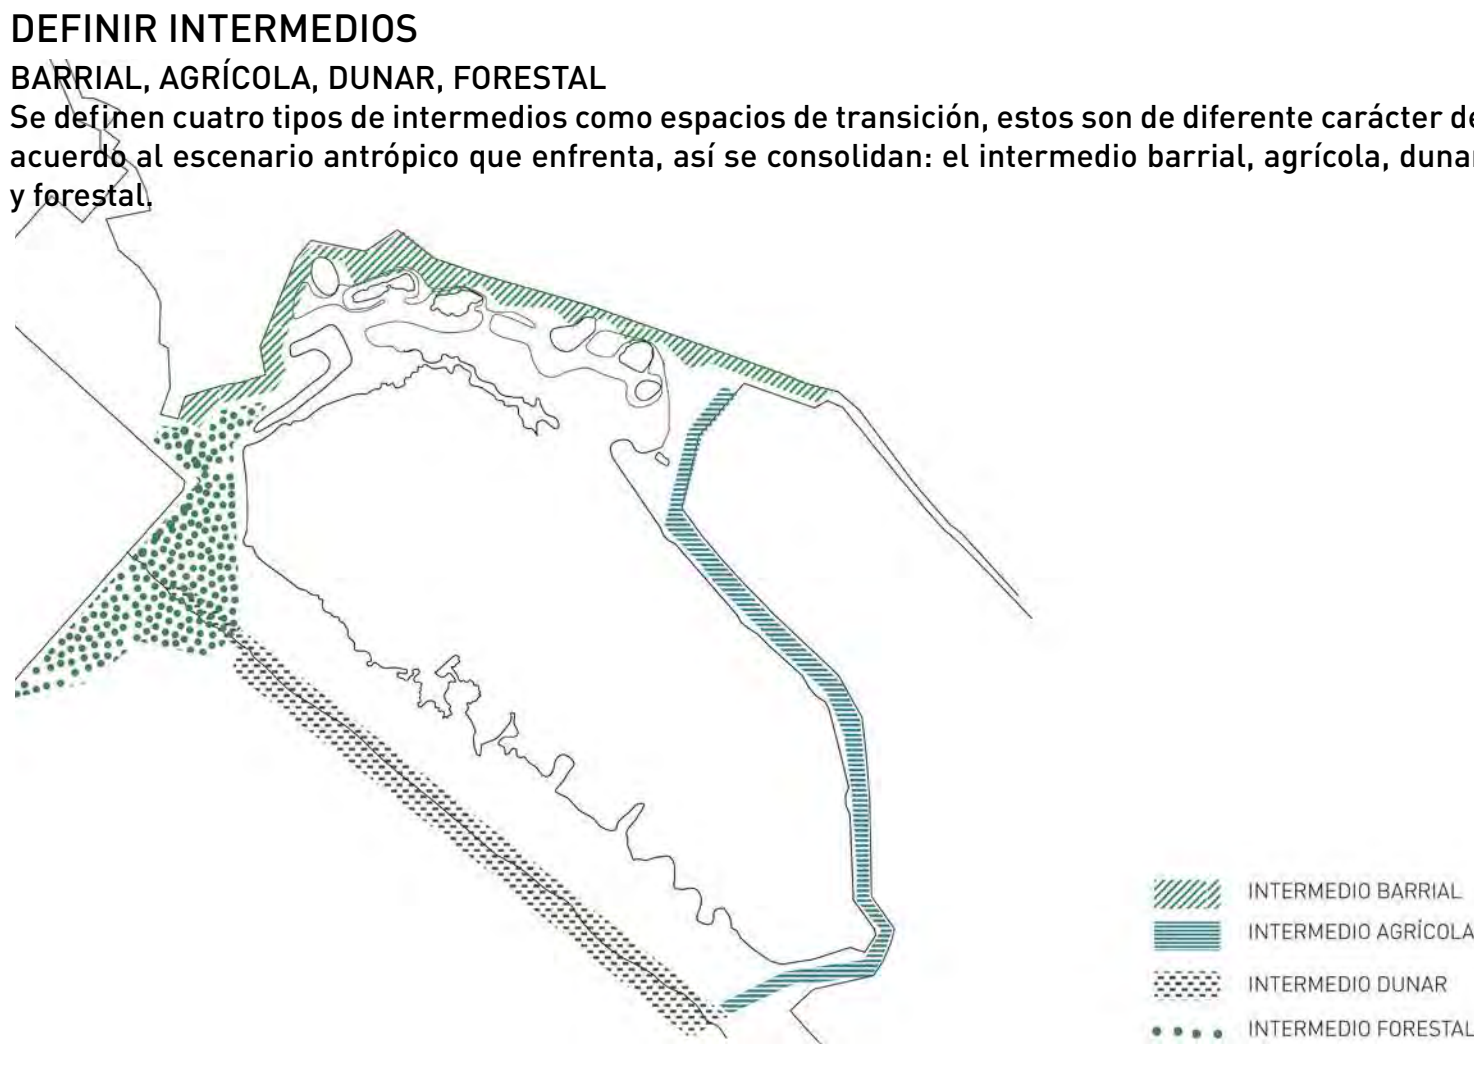 DEFINIR INTERMEDIOS
BARRIAL, AGRÍCOLA, DUNAR, FORESTAL
Se definen cuatro tipos de intermedios como espacios de transición, estos son de diferente carácter de
acuerdo al escenario antrópico que enfrenta, así se consolidan: el intermedio barrial, agrícola, dunar
y forestal.
INTERMEDIO BARRIAL
INTERMEDIO AGRÍCOLA
INTERMEDIO DUNAR
INTERMEDIO FORESTAL